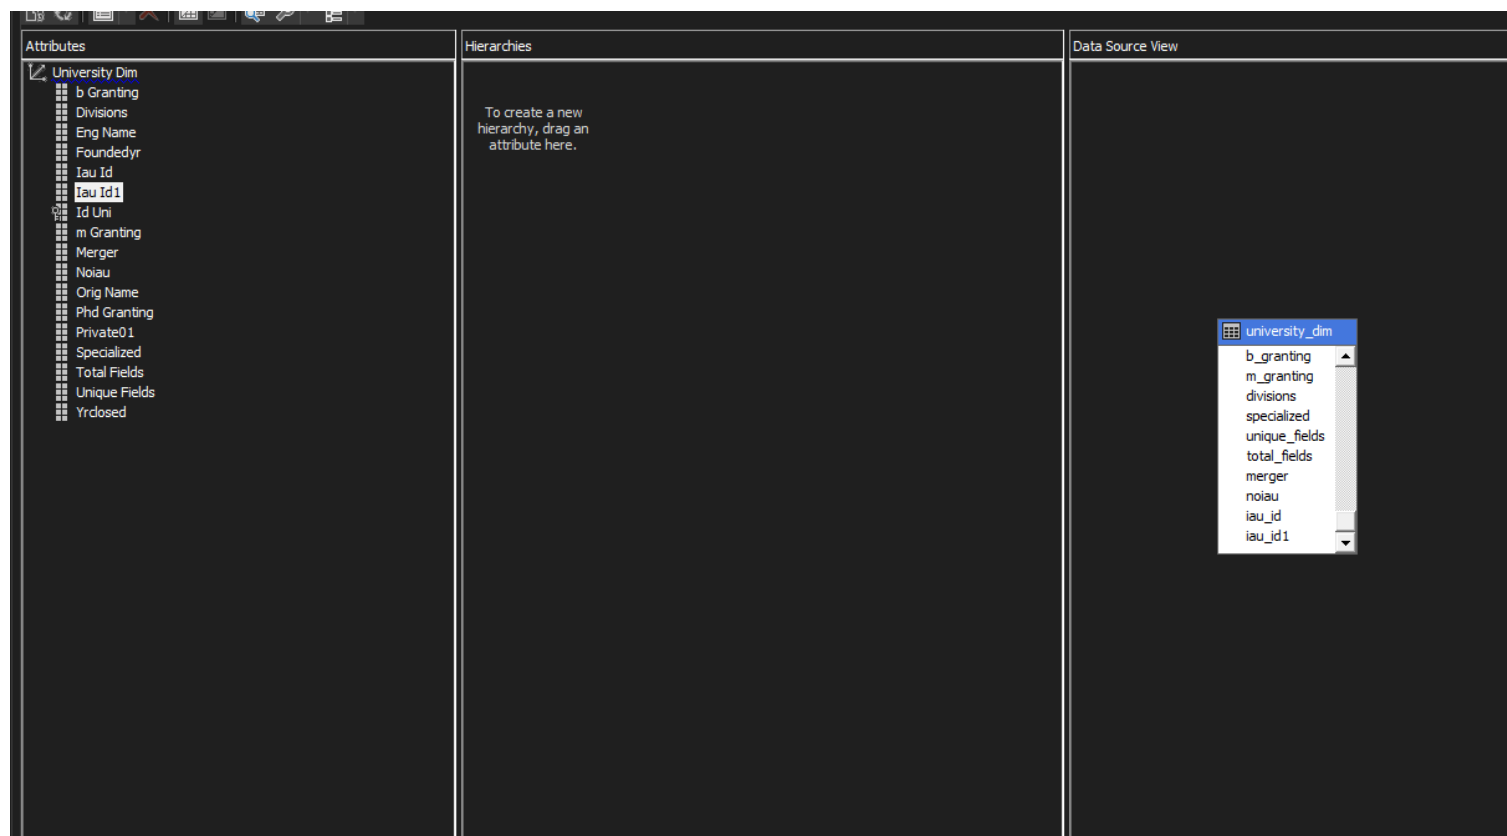 Attributes
University Dim
b Granting
Divisions
Eng Name
Foundedyr
Iau Id
Iau Id1
Id Uni
m Granting
Merger
Noiau
Orig Name
Phd Granting
Private01
Specialized
Total Fields
Unique Fields
Yrclosed
Hierarchies
To create a new
hierarchy, drag an
attribute here.
Data Source View
university_dim
b_granting
m_granting
divisions
specialized
unique_fields
total_fields
merger
noiau
iau_id
iau_id1